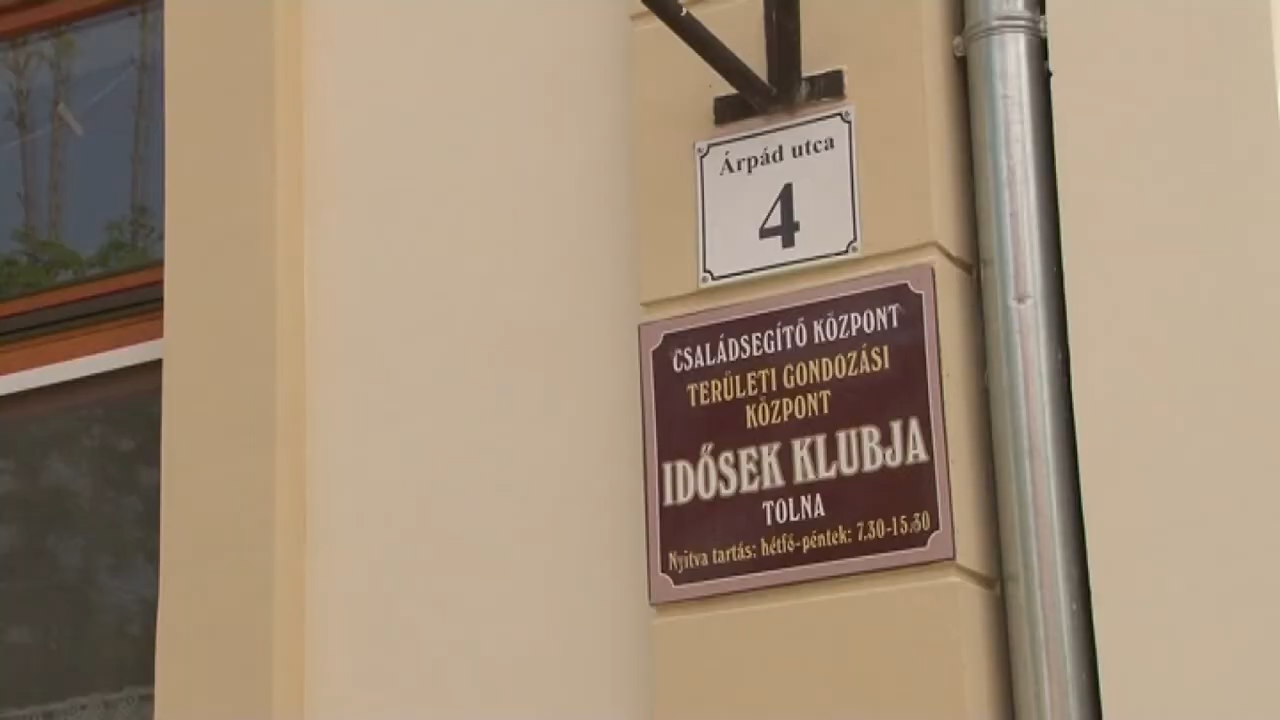 Árpád utca
4
CSALÁDSEGÍTŐ KÖZPONT
TERÜLETI GONDOZÁSI
KÖZPONT
IDŐSEK KLUBJA
TOLNA
Nyitva tartás: hétfő-péntek: 7.30-15.30